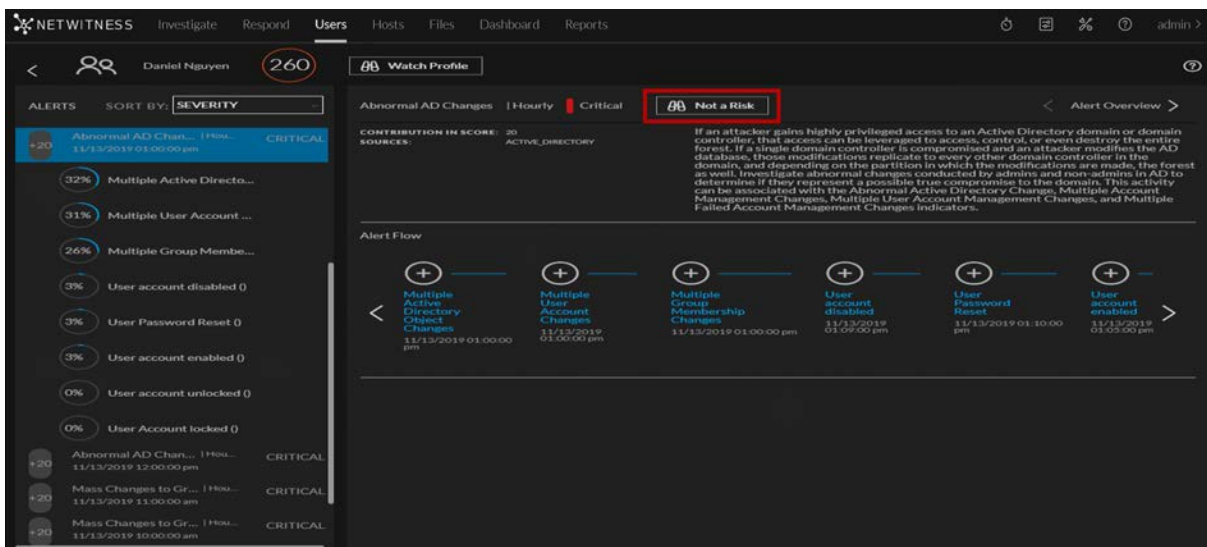 NETWITNESS Investigate Respond Users Hosts Files Dashboard Reports admin >
Daniel Nguyen 260 Watch Profile
ALERTS SORT BY: SEVERITY
Abnormal AD Chan... | Hou... CRITICAL
+20
11/13/2019 01:00:00 pm
32% Multiple Active Directo...
31% Multiple User Account ...
26% Multiple Group Membe...
3% User account disabled ()
3% User Password Reset ()
3% User account enabled ()
0% User account unlocked ()
0% User Account locked ()
Abnormal AD Chan... | Hou... CRITICAL
+20
11/13/2019 12:00:00 pm
Mass Changes to Gr... | Hou... CRITICAL
+20
11/13/2019 11:00:00 am
Mass Changes to Gr... | Hou... CRITICAL
+20
11/13/2019 10:00:00 am
Abnormal AD Changes | Hourly Critical Not a Risk < Alert Overview >
CONTRIBUTION IN SCORE: 20
SOURCES: ACTIVE_DIRECTORY
If an attacker gains highly privileged access to an Active Directory domain or domain
controller, that access can be leveraged to access, control, or even destroy the entire
forest. If a single domain controller is compromised and an attacker modifies the AD
database, those modifications replicate to every other domain controller in the
domain, and depending on the partition in which the modifications are made, the forest
as well. Investigate abnormal changes conducted by admins and non-admins in AD to
determine if they represent a possible true compromise to the domain. This activity
can be associated with the Abnormal Active Directory Change, Multiple Account
Management Changes, Multiple User Account Management Changes, and Multiple
Failed Account Management Changes indicators.
Alert Flow
Multiple
Active
Directory
Object
Changes
11/13/2019 01:00:00
pm
Multiple
User
Account
Changes
11/13/2019
01:00:00 pm
Multiple
Group
Membership
Changes
11/13/2019 01:00:00 pm
User
account
disabled
11/13/2019
01:09:00 pm
User
Password
Reset
11/13/2019 01:10:00
pm
User
account
enabled
11/13/2019
01:05:00 pm